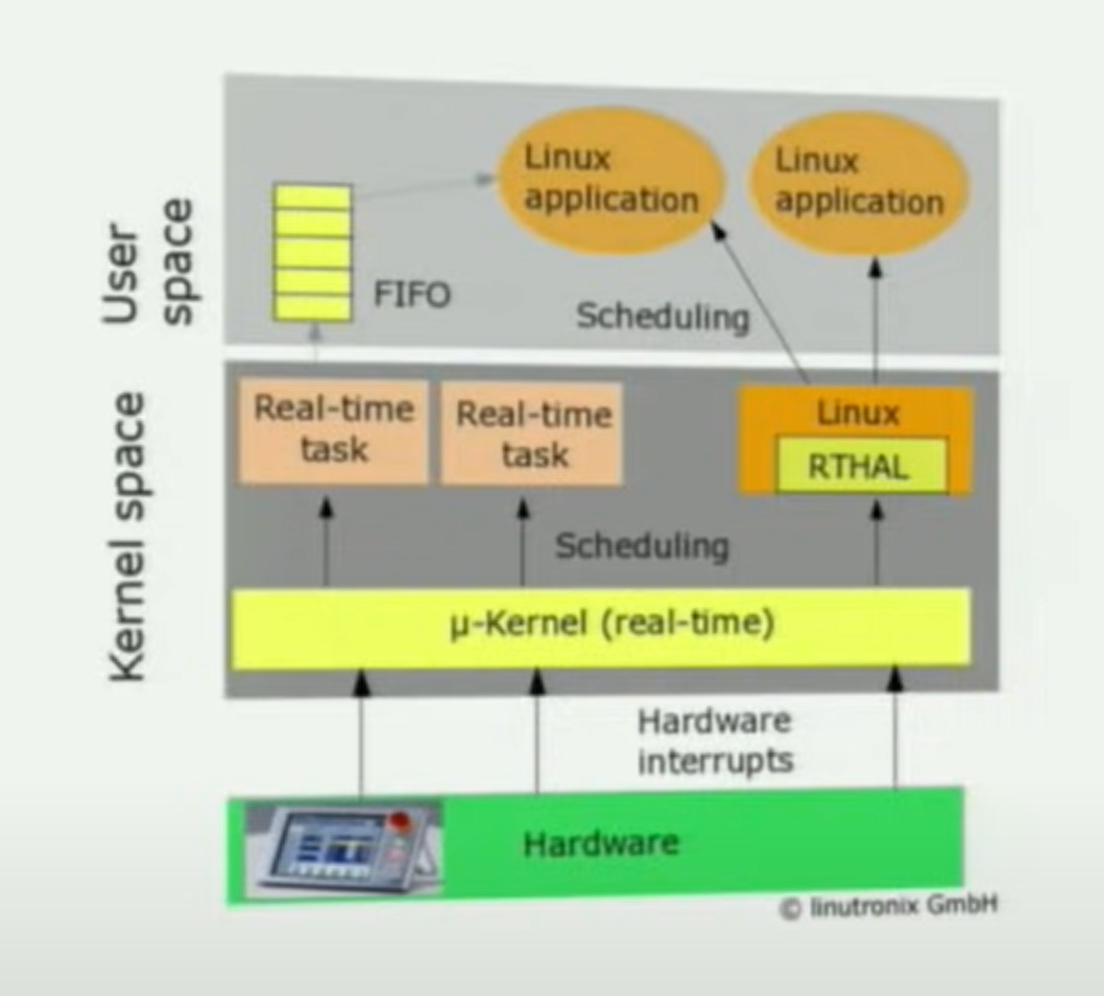 User
space
Linux
application
Linux
application
FIFO
Scheduling
Kernel space
Real-time
task
Real-time
task
Linux
RTHAL
Scheduling
µ-Kernel (real-time)
Hardware
interrupts
Hardware
© linutronix GmbH